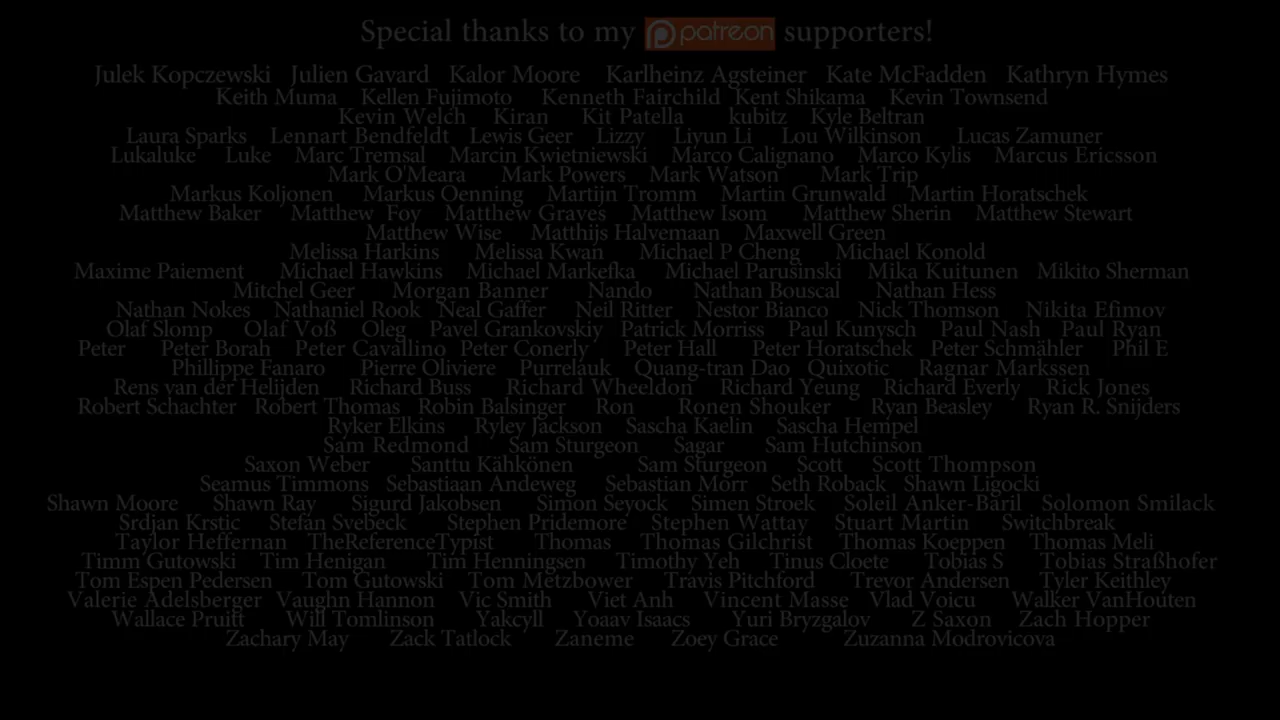 Special thanks to my patreon supporters!
Julek Kopczewski Julien Gavard Kalor Moore Karlheinz Agsteiner Kate McFadden Kathryn Hymes
Keith Muma Kellen Fujimoto Kenneth Fairchild Kent Shikama Kevin Townsend
Kevin Welch Kiran Kit Patella kubitz Kyle Beltran
Laura Sparks Lennart Bendfeldt Lewis Geer Lizzy Liyun Li Lou Wilkinson Lucas Zamuner
Lukaluke Luke Marc Tremsal Marcin Kwietniewski Marco Calignano Marco Kylis Marcus Ericsson
Mark O'Meara Mark Powers Mark Watson Mark Trip
Markus Koljonen Markus Oenning Martijn Tromm Martin Grunwald Martin Horatschek
Matthew Baker Matthew Foy Matthew Graves Matthew Isom Matthew Sherin Matthew Stewart
Matthew Wise Matthijs Halvemaan Maxwell Green
Melissa Harkins Melissa Kwan Michael P Cheng Michael Konold
Maxime Paiement Michael Hawkins Michael Markefka Michael Parusinski Mika Kuitunen Mikito Sherman
Mitchel Geer Morgan Banner Nando Nathan Bouscal Nathan Hess
Nathan Nokes Nathaniel Rook Neal Gaffer Neil Ritter Nestor Bianco Nick Thomson Nikita Efimov
Olaf Slomp Olaf Voß Oleg Pavel Grankovskiy Patrick Morriss Paul Kunysch Paul Nash Paul Ryan
Peter Peter Borah Peter Cavallino Peter Conerly Peter Hall Peter Horatschek Peter Schmähler Phil E
Phillippe Fanaro Pierre Oliviere Purrelauk Quang-tran Dao Quixotic Ragnar Markssen
Rens van der Helijden Richard Buss Richard Wheeldon Richard Yeung Richard Everly Rick Jones
Robert Schachter Robert Thomas Robin Balsinger Ron Ronen Shouker Ryan Beasley Ryan R. Snijders
Ryker Elkins Ryley Jackson Sascha Kaelin Sascha Hempel
Sam Redmond Sam Sturgeon Sagar Sam Hutchinson
Saxon Weber Santtu Kähkönen Sam Sturgeon Scott Scott Thompson
Seamus Timmons Sebastiaan Andeweg Sebastian Morr Seth Roback Shawn Ligocki
Shawn Moore Shawn Ray Sigurd Jakobsen Simon Seyock Simen Stroek Soleil Anker-Baril Solomon Smilack
Srdjan Krstic Stefan Svebeck Stephen Pridemore Stephen Wattay Stuart Martin Switchbreak
Taylor Heffernan TheReferenceTypist Thomas Thomas Gilchrist Thomas Koeppen Thomas Meli
Timm Gutowski Tim Henigan Tim Henningsen Timothy Yeh Tinus Cloete Tobias S Tobias Straßhofer
Tom Espen Pedersen Tom Gutowski Tom Metzbower Travis Pitchford Trevor Andersen Tyler Keithley
Valerie Adelsberger Vaughn Hannon Vic Smith Viet Anh Vincent Masse Vlad Voicu Walker VanHouten
Wallace Pruitt Will Tomlinson Yakcyll Yoaav Isaacs Yuri Bryzgalov Z Saxon Zach Hopper
Zachary May Zack Tatlock Zaneme Zoey Grace Zuzanna Modrovicova